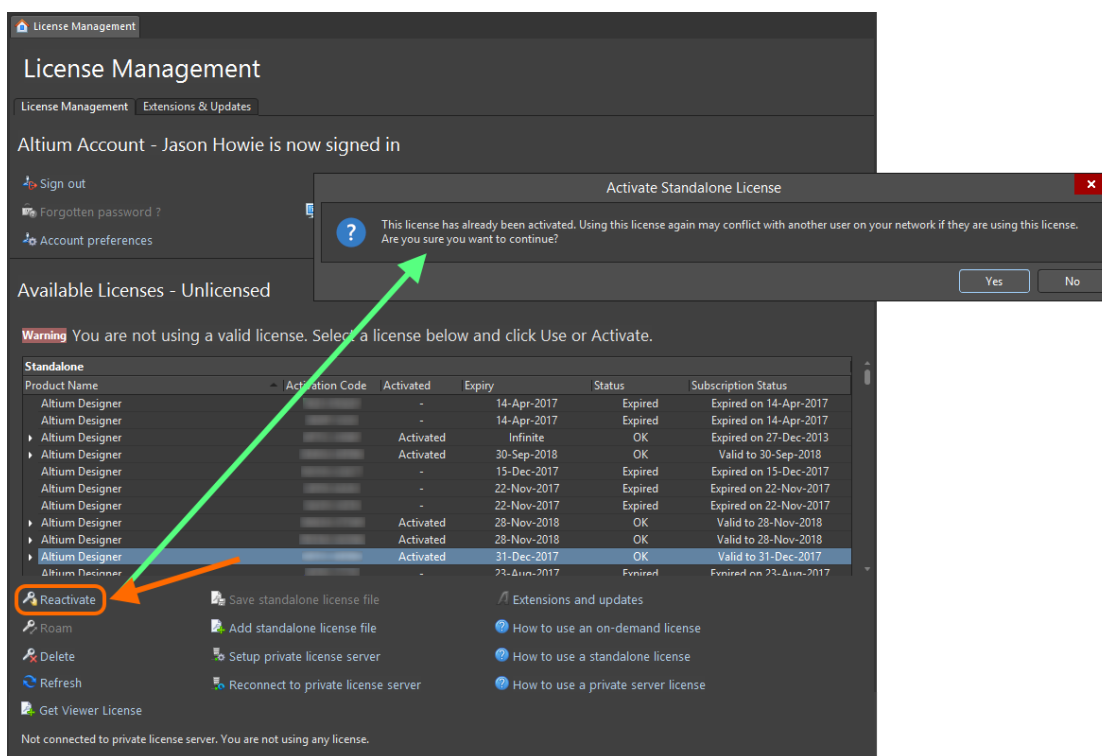 License Management
License Management
License Management Extensions & Updates
Altium Account - Jason Howie is now signed in
Sign out
Forgotten password ?
Account preferences
Activate Standalone License
This license has already been activated. Using this license again may conflict with another user on your network if they are using this license.
Are you sure you want to continue?
Yes No
Available Licenses - Unlicensed
Warning You are not using a valid license. Select a license below and click Use or Activate.
Standalone
Product Name Activation Code Activated Expiry Status Subscription Status
Altium Designer - 14-Apr-2017 Expired Expired on 14-Apr-2017
Altium Designer - 14-Apr-2017 Expired Expired on 14-Apr-2017
Altium Designer Activated Infinite OK Expired on 27-Dec-2013
Altium Designer Activated 30-Sep-2018 OK Valid to 30-Sep-2018
Altium Designer - 15-Dec-2017 Expired Expired on 15-Dec-2017
Altium Designer - 22-Nov-2017 Expired Expired on 22-Nov-2017
Altium Designer - 22-Nov-2017 Expired Expired on 22-Nov-2017
Altium Designer Activated 28-Nov-2018 OK Valid to 28-Nov-2018
Altium Designer Activated 28-Nov-2018 OK Valid to 28-Nov-2018
Altium Designer Activated 31-Dec-2017 OK Valid to 31-Dec-2017
Altium Designer - 23-Aug-2017 Expired Expired on 23-Aug-2017
Reactivate Save standalone license file Extensions and updates
Roam Add standalone license file How to use an on-demand license
Delete Setup private license server How to use a standalone license
Refresh Reconnect to private license server How to use a private server license
Get Viewer License
Not connected to private license server. You are not using any license.